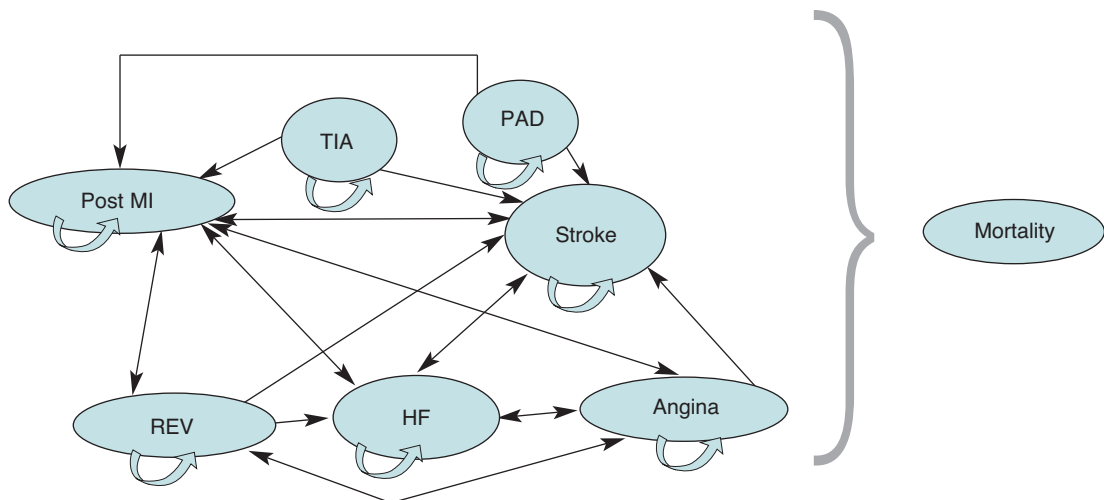 PAD
TIA
Post MI
Stroke
Mortality
REV
HF
Angina